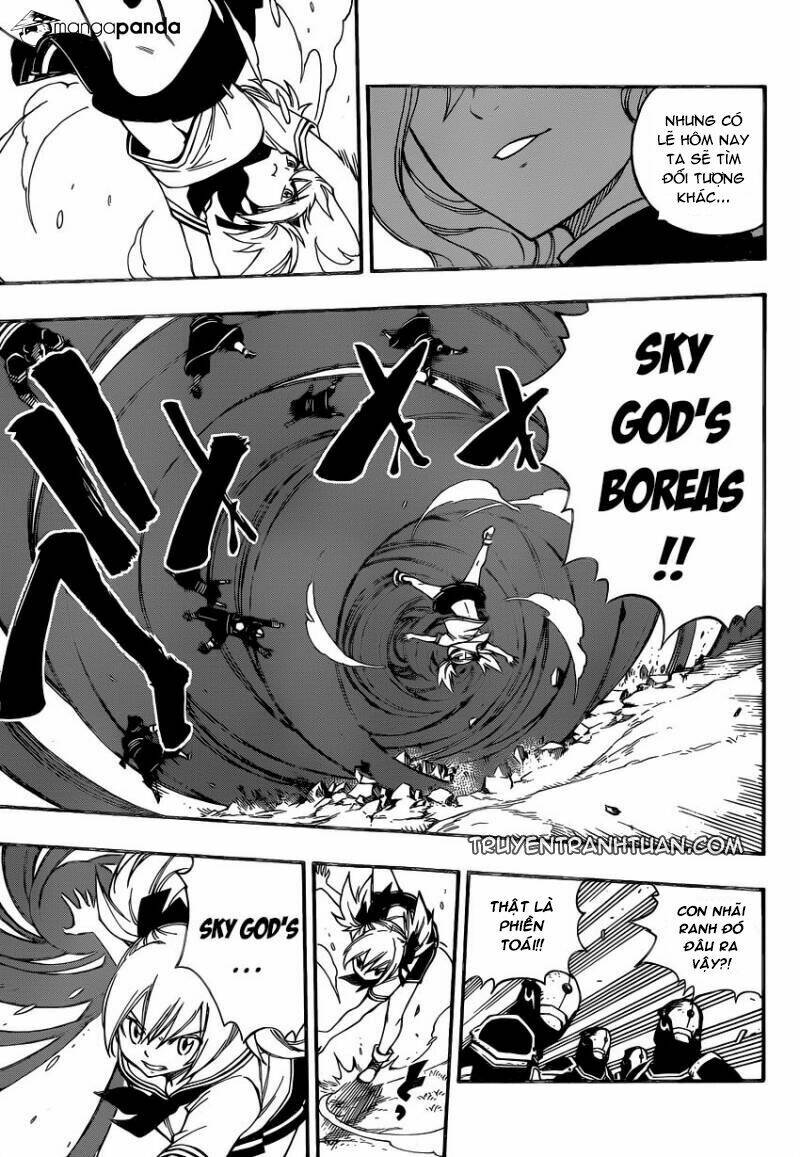 mangapanda
NHƯNG CÓ
LẼ HÔM NAY
TA SẼ TÌM
ĐỐI TƯỢNG
KHÁC...
SKY
GOD'S
BOREAS
!!
TRUYENTRANHTUAN.COM
CON NHÃI
RANH ĐÓ
ĐÂU RA
VẬY?!
THẬT LÀ
PHIỀN
TOÁI!!
SKY GOD'S
...